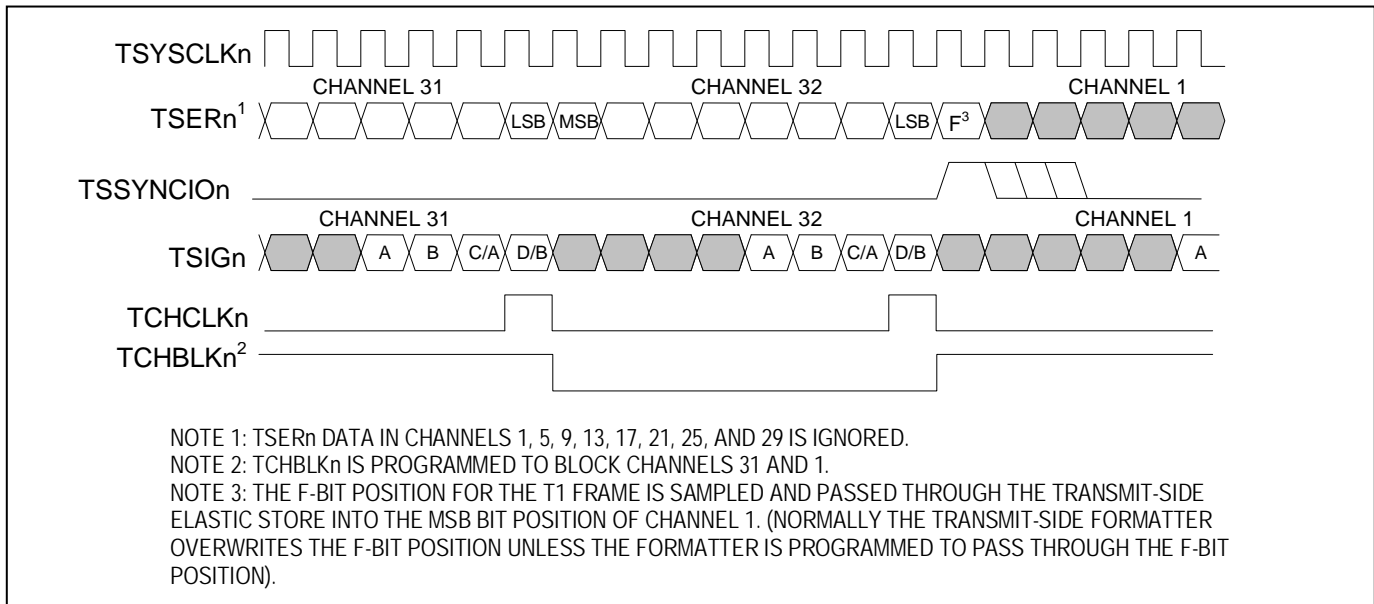 TSYSCLKn
CHANNEL 31 CHANNEL 32 CHANNEL 1
TSERn¹ LSB MSB LSB F³
TSSYNCIOn
CHANNEL 31 CHANNEL 32 CHANNEL 1
TSIGn A B C/A D/B A B C/A D/B A
TCHCLKn
TCHBLKn²
NOTE 1: TSERn DATA IN CHANNELS 1, 5, 9, 13, 17, 21, 25, AND 29 IS IGNORED.
NOTE 2: TCHBLKn IS PROGRAMMED TO BLOCK CHANNELS 31 AND 1.
NOTE 3: THE F-BIT POSITION FOR THE T1 FRAME IS SAMPLED AND PASSED THROUGH THE TRANSMIT-SIDE
ELASTIC STORE INTO THE MSB BIT POSITION OF CHANNEL 1. (NORMALLY THE TRANSMIT-SIDE FORMATTER
OVERWRITES THE F-BIT POSITION UNLESS THE FORMATTER IS PROGRAMMED TO PASS THROUGH THE F-BIT
POSITION).